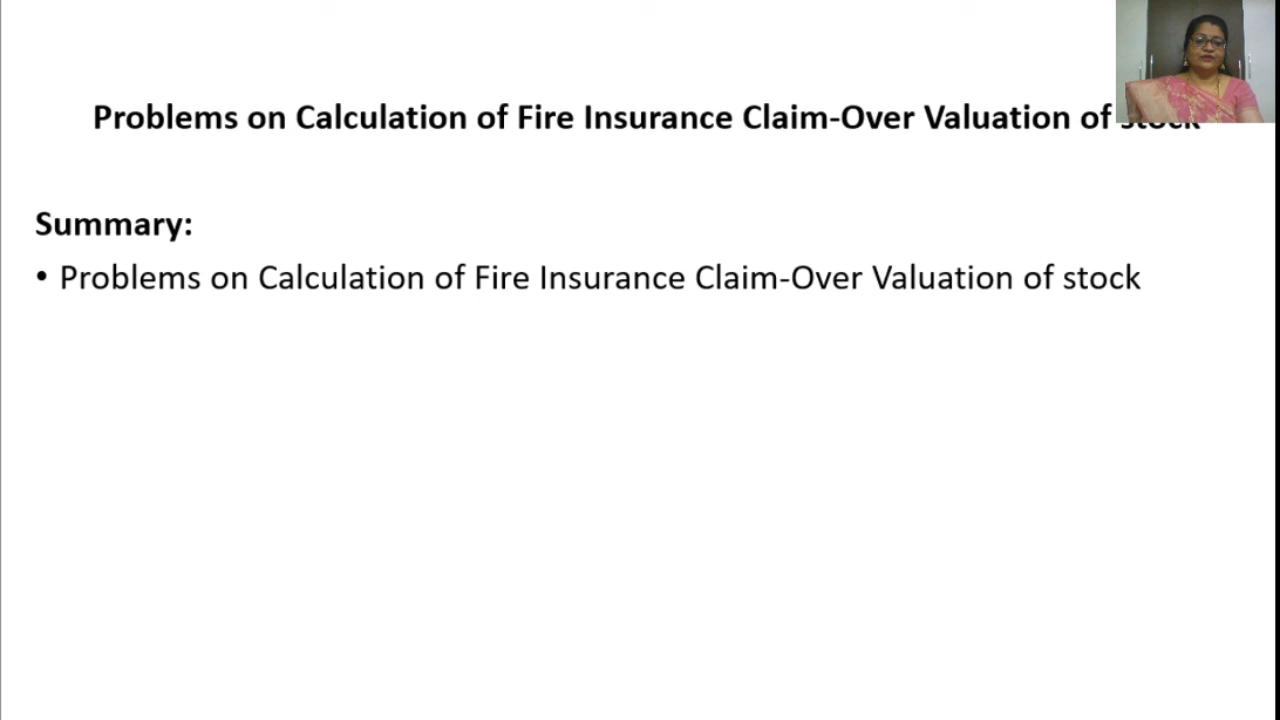 Problems on Calculation of Fire Insurance Claim-Over Valuation of stock
Summary:
• Problems on Calculation of Fire Insurance Claim-Over Valuation of stock